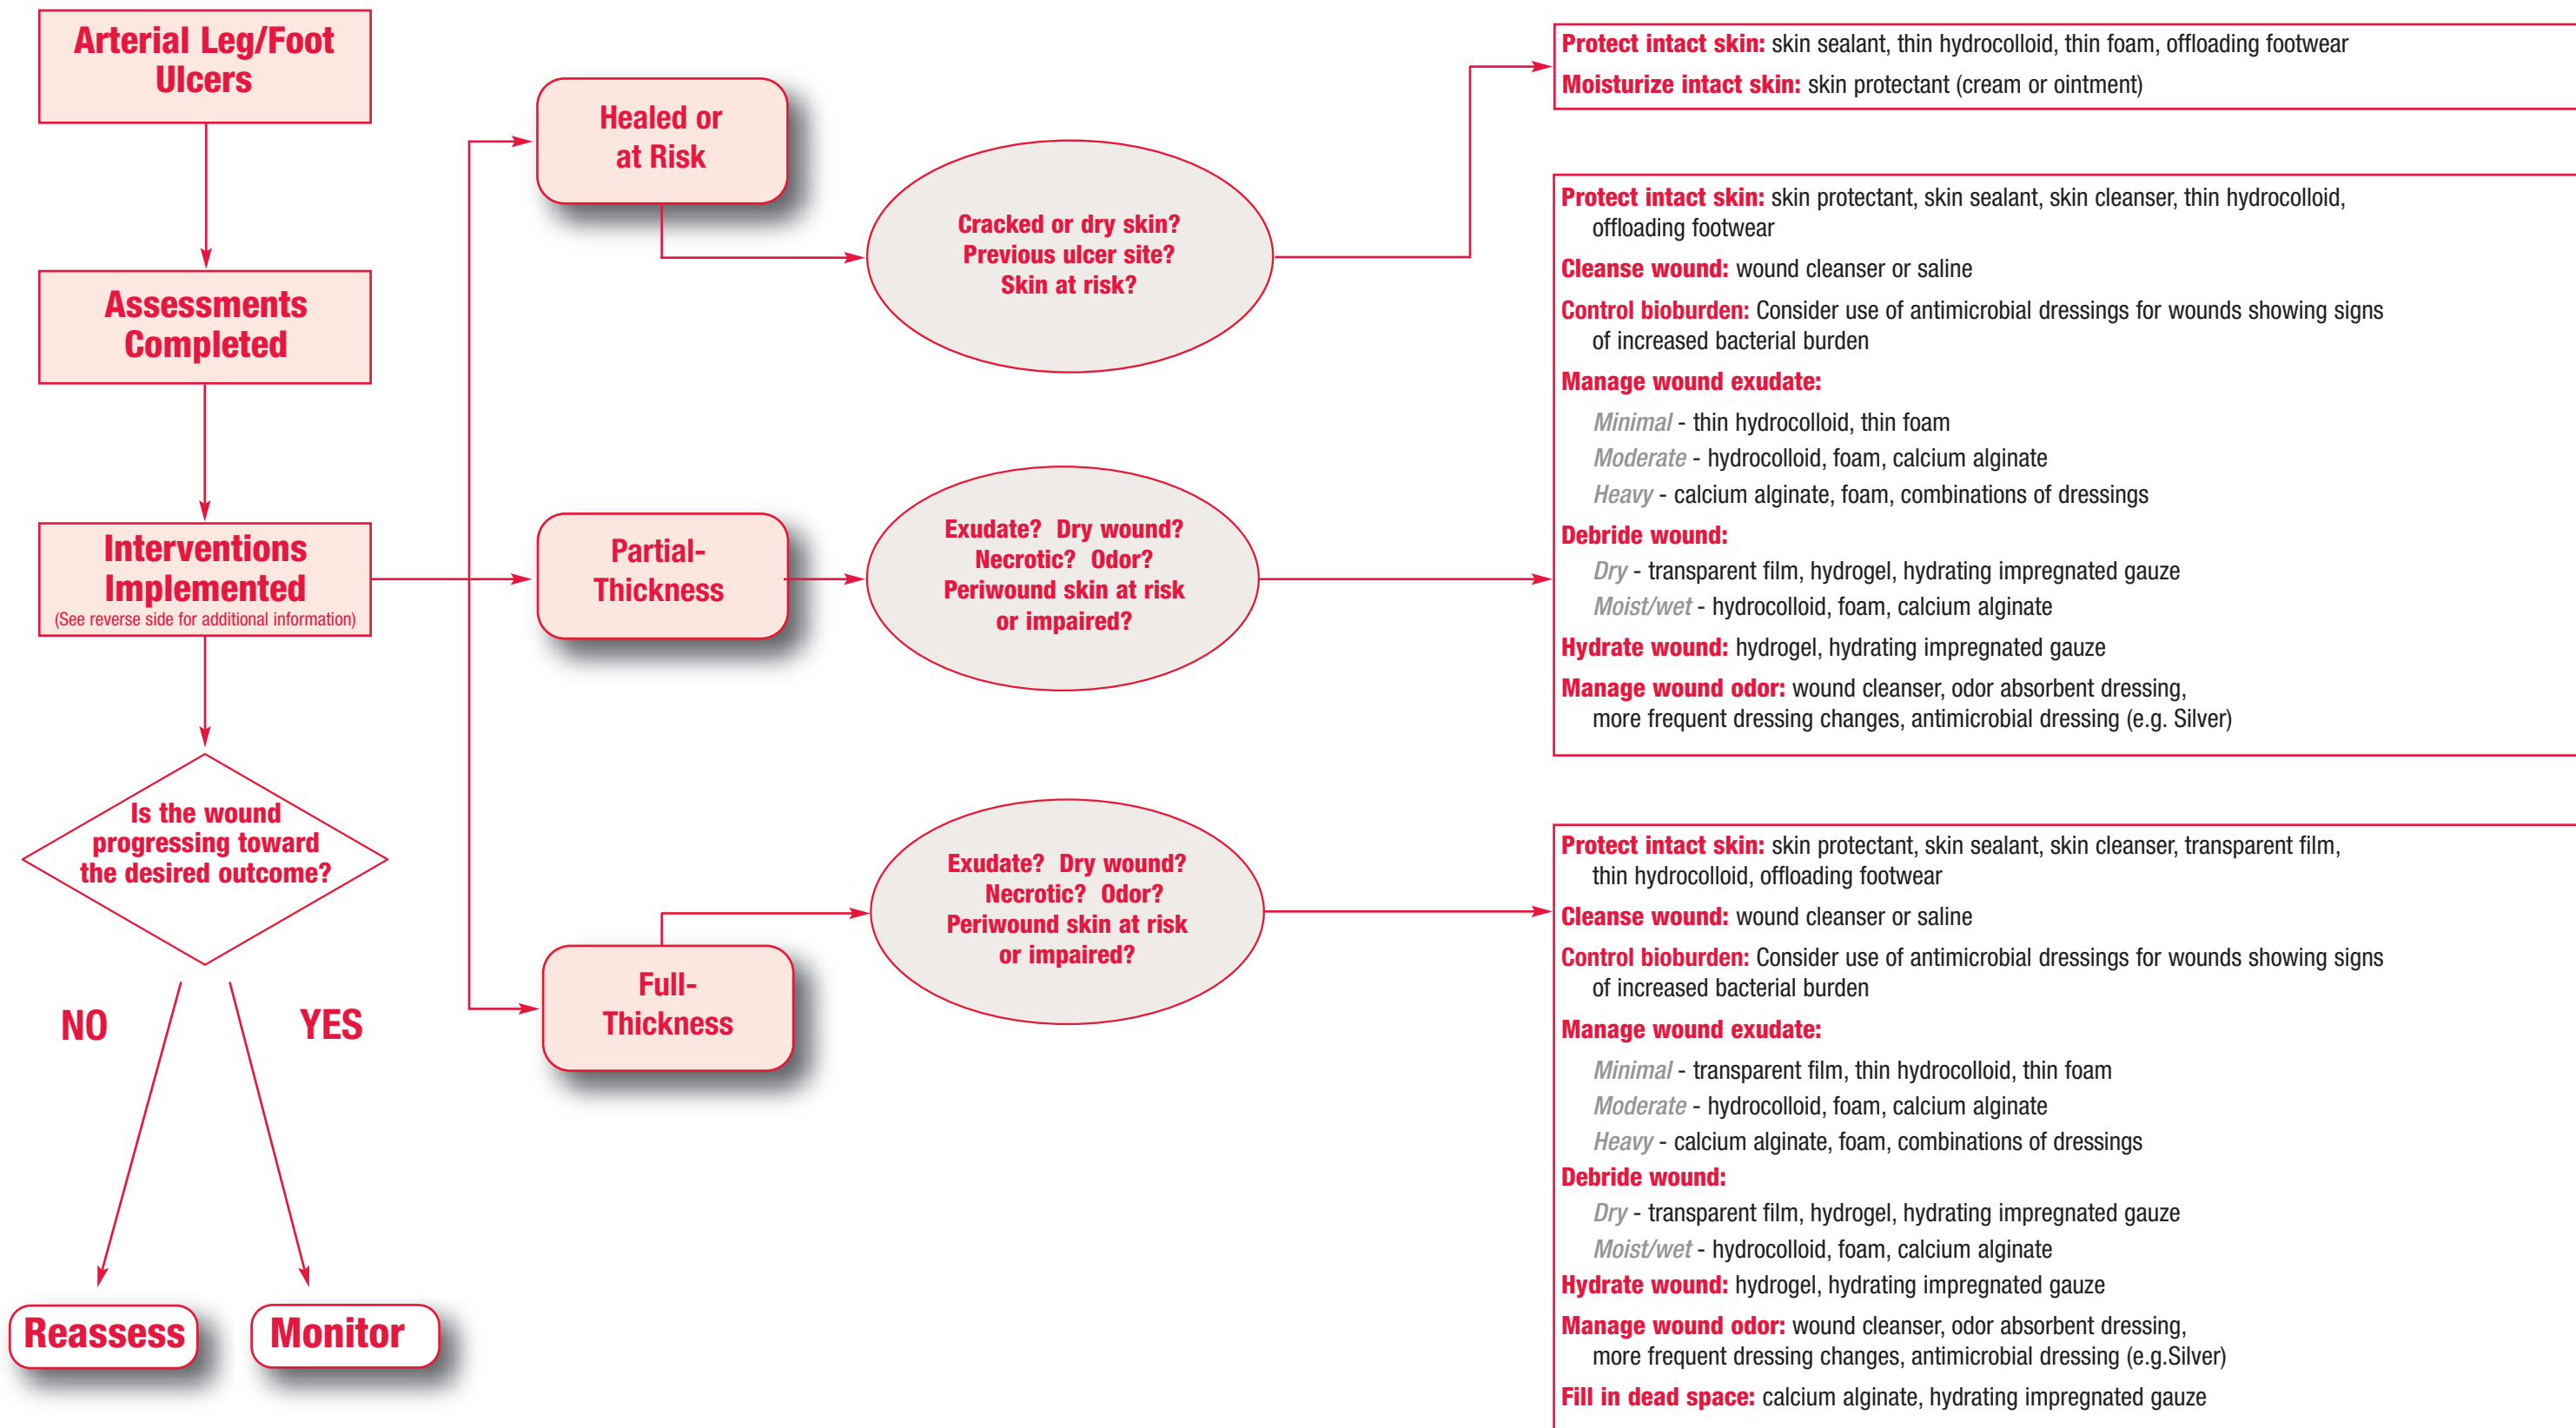 Arterial Leg/Foot
Ulcers
Assessments
Completed
Interventions
Implemented
(See reverse side for additional information)
Is the wound
progressing toward
the desired outcome?
NO
YES
Reassess
Monitor
Healed or
at Risk
Cracked or dry skin?
Previous ulcer site?
Skin at risk?
Protect intact skin: skin sealant, thin hydrocolloid, thin foam, offloading footwear
Moisturize intact skin: skin protectant (cream or ointment)
Partial-
Thickness
Exudate? Dry wound?
Necrotic? Odor?
Periwound skin at risk
or impaired?
Protect intact skin: skin protectant, skin sealant, skin cleanser, thin hydrocolloid,
offloading footwear
Cleanse wound: wound cleanser or saline
Control bioburden: Consider use of antimicrobial dressings for wounds showing signs
of increased bacterial burden
Manage wound exudate:
Minimal - thin hydrocolloid, thin foam
Moderate - hydrocolloid, foam, calcium alginate
Heavy - calcium alginate, foam, combinations of dressings
Debride wound:
Dry - transparent film, hydrogel, hydrating impregnated gauze
Moist/wet - hydrocolloid, foam, calcium alginate
Hydrate wound: hydrogel, hydrating impregnated gauze
Manage wound odor: wound cleanser, odor absorbent dressing,
more frequent dressing changes, antimicrobial dressing (e.g. Silver)
Full-
Thickness
Exudate? Dry wound?
Necrotic? Odor?
Periwound skin at risk
or impaired?
Protect intact skin: skin protectant, skin sealant, skin cleanser, transparent film,
thin hydrocolloid, offloading footwear
Cleanse wound: wound cleanser or saline
Control bioburden: Consider use of antimicrobial dressings for wounds showing signs
of increased bacterial burden
Manage wound exudate:
Minimal - transparent film, thin hydrocolloid, thin foam
Moderate - hydrocolloid, foam, calcium alginate
Heavy - calcium alginate, foam, combinations of dressings
Debride wound:
Dry - transparent film, hydrogel, hydrating impregnated gauze
Moist/wet - hydrocolloid, foam, calcium alginate
Hydrate wound: hydrogel, hydrating impregnated gauze
Manage wound odor: wound cleanser, odor absorbent dressing,
more frequent dressing changes, antimicrobial dressing (e.g.Silver)
Fill in dead space: calcium alginate, hydrating impregnated gauze